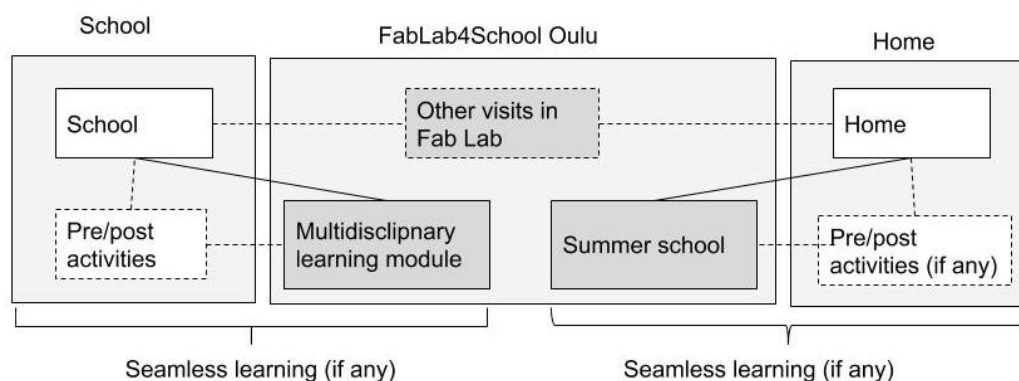 School
FabLab4School Oulu
Home
School
Other visits in
Fab Lab
Home
Pre/post
activities
Multidisclipnary
learning module
Summer school
Pre/post
activities (if any)
Seamless learning (if any)
Seamless learning (if any)